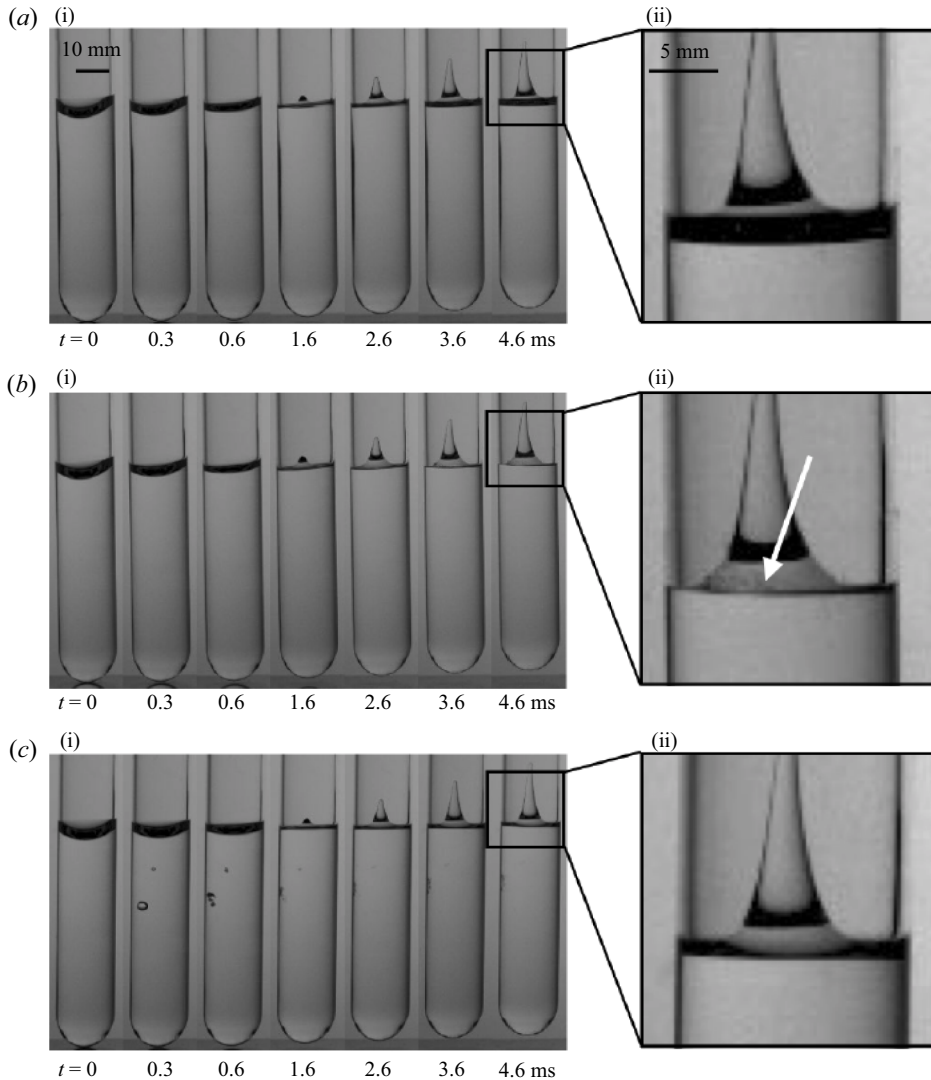 (a) (i) (ii)
10 mm 5 mm
t = 0 0.3 0.6 1.6 2.6 3.6 4.6 ms
(b) (i) (ii)
t = 0 0.3 0.6 1.6 2.6 3.6 4.6 ms
(c) (i) (ii)
t = 0 0.3 0.6 1.6 2.6 3.6 4.6 ms